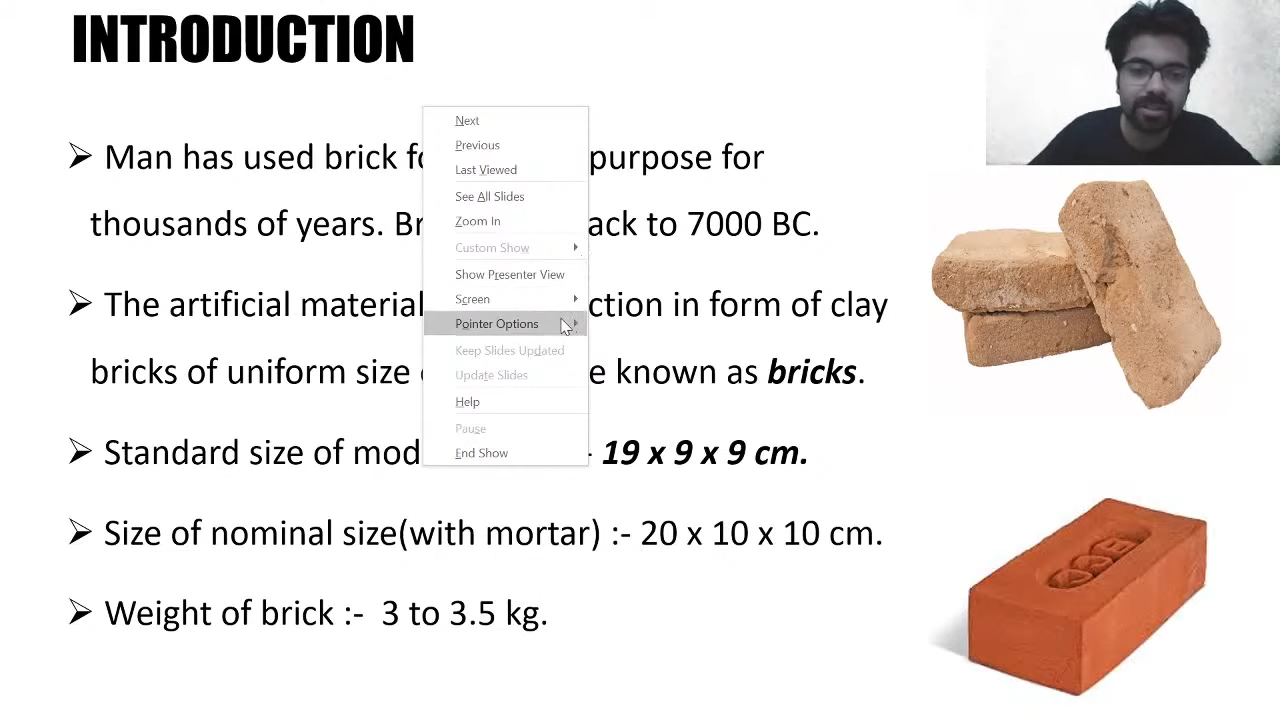 INTRODUCTION
➢ Man has used brick fo purpose for
thousands of years. Br ack to 7000 BC.
➢ The artificial material ction in form of clay
bricks of uniform size e known as bricks.
➢ Standard size of mod - 19 x 9 x 9 cm.
➢ Size of nominal size(with mortar) :- 20 x 10 x 10 cm.
➢ Weight of brick :- 3 to 3.5 kg.
Next
Previous
Last Viewed
See All Slides
Zoom In
Custom Show
Show Presenter View
Screen
Pointer Options
Keep Slides Updated
Update Slides
Help
Pause
End Show